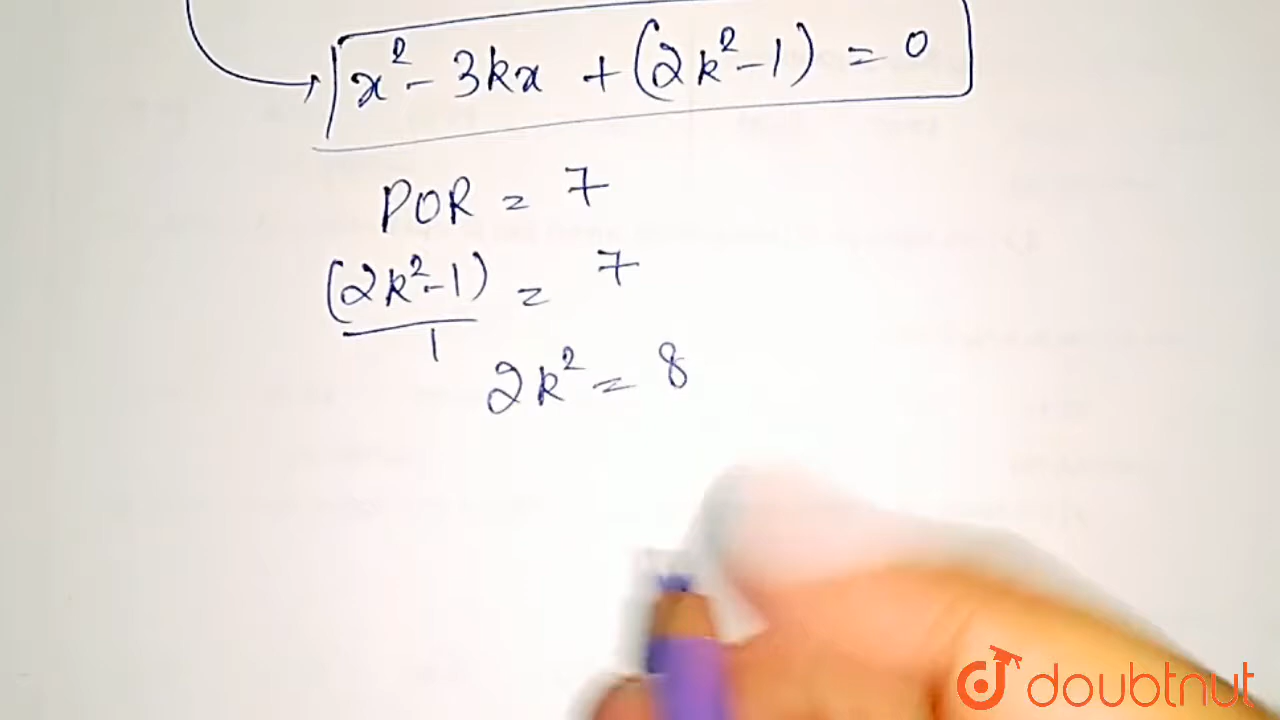 x² - 3kx + (2k² - 1) = 0
POR = 7
(2k² - 1)/1 = 7
2k² = 8
doubtnut